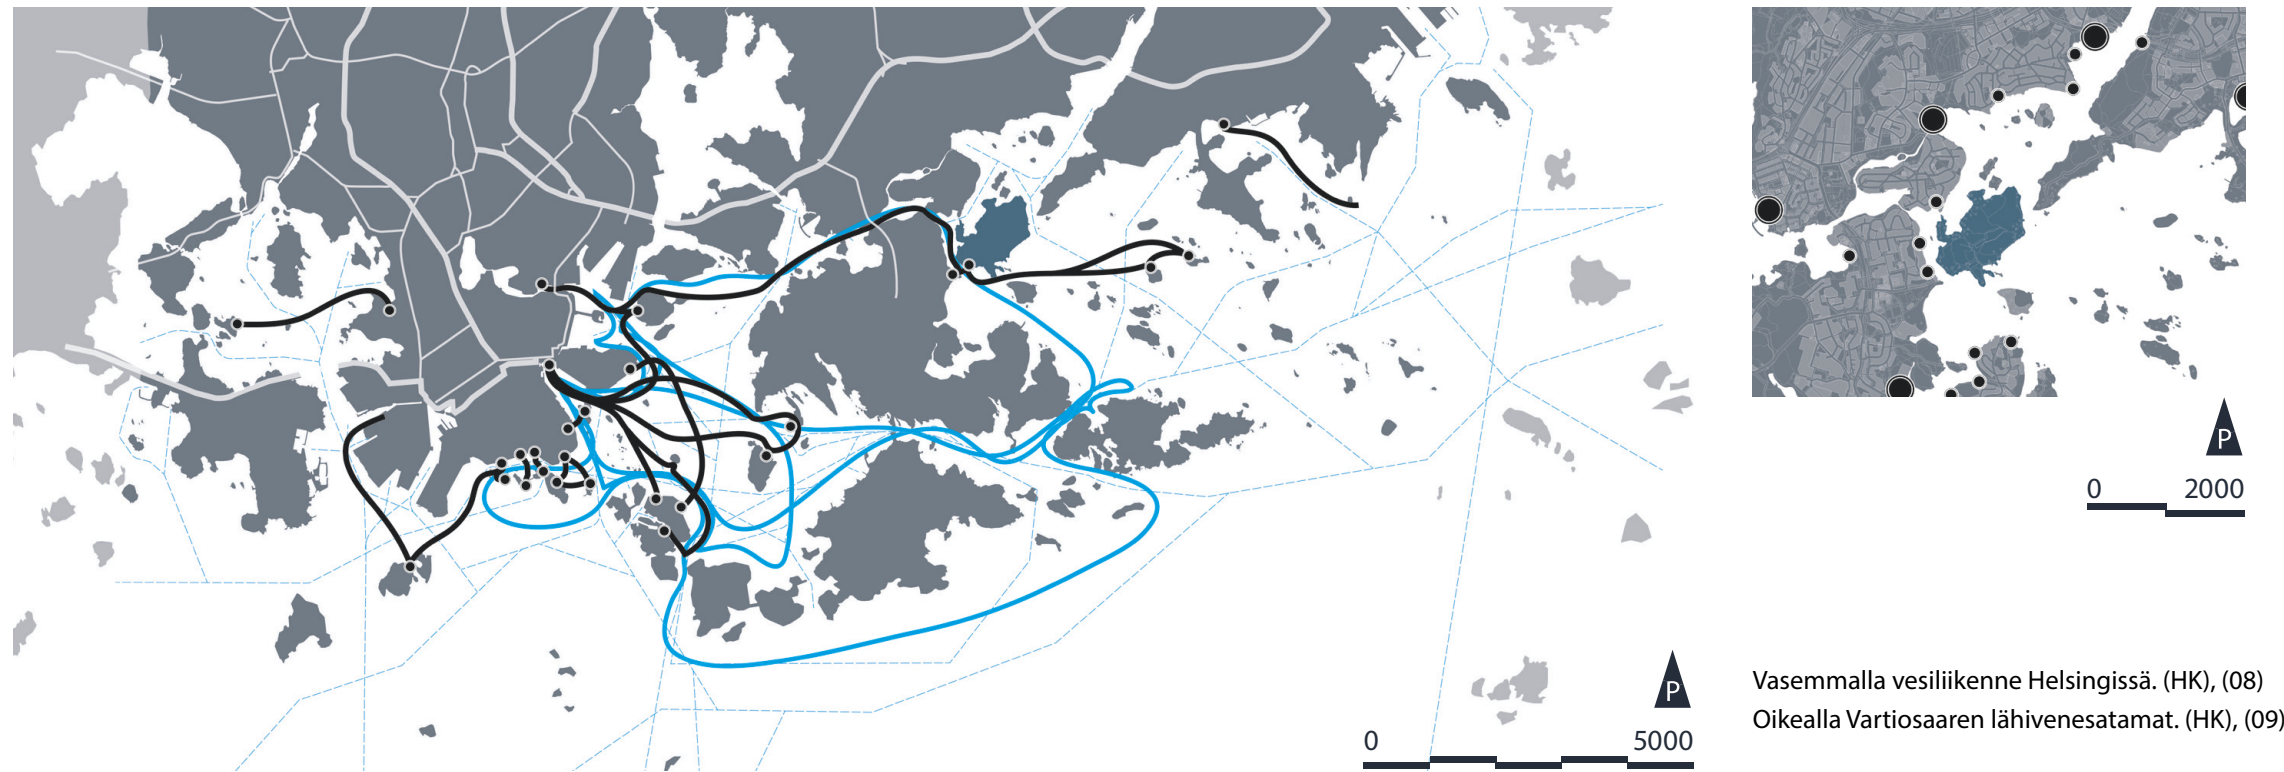 P
0 2000
P
0 5000
Vasemmalla vesiliikenne Helsingissä. (HK), (08)
Oikealla Vartiosaaren lähivenesatamat. (HK), (09)